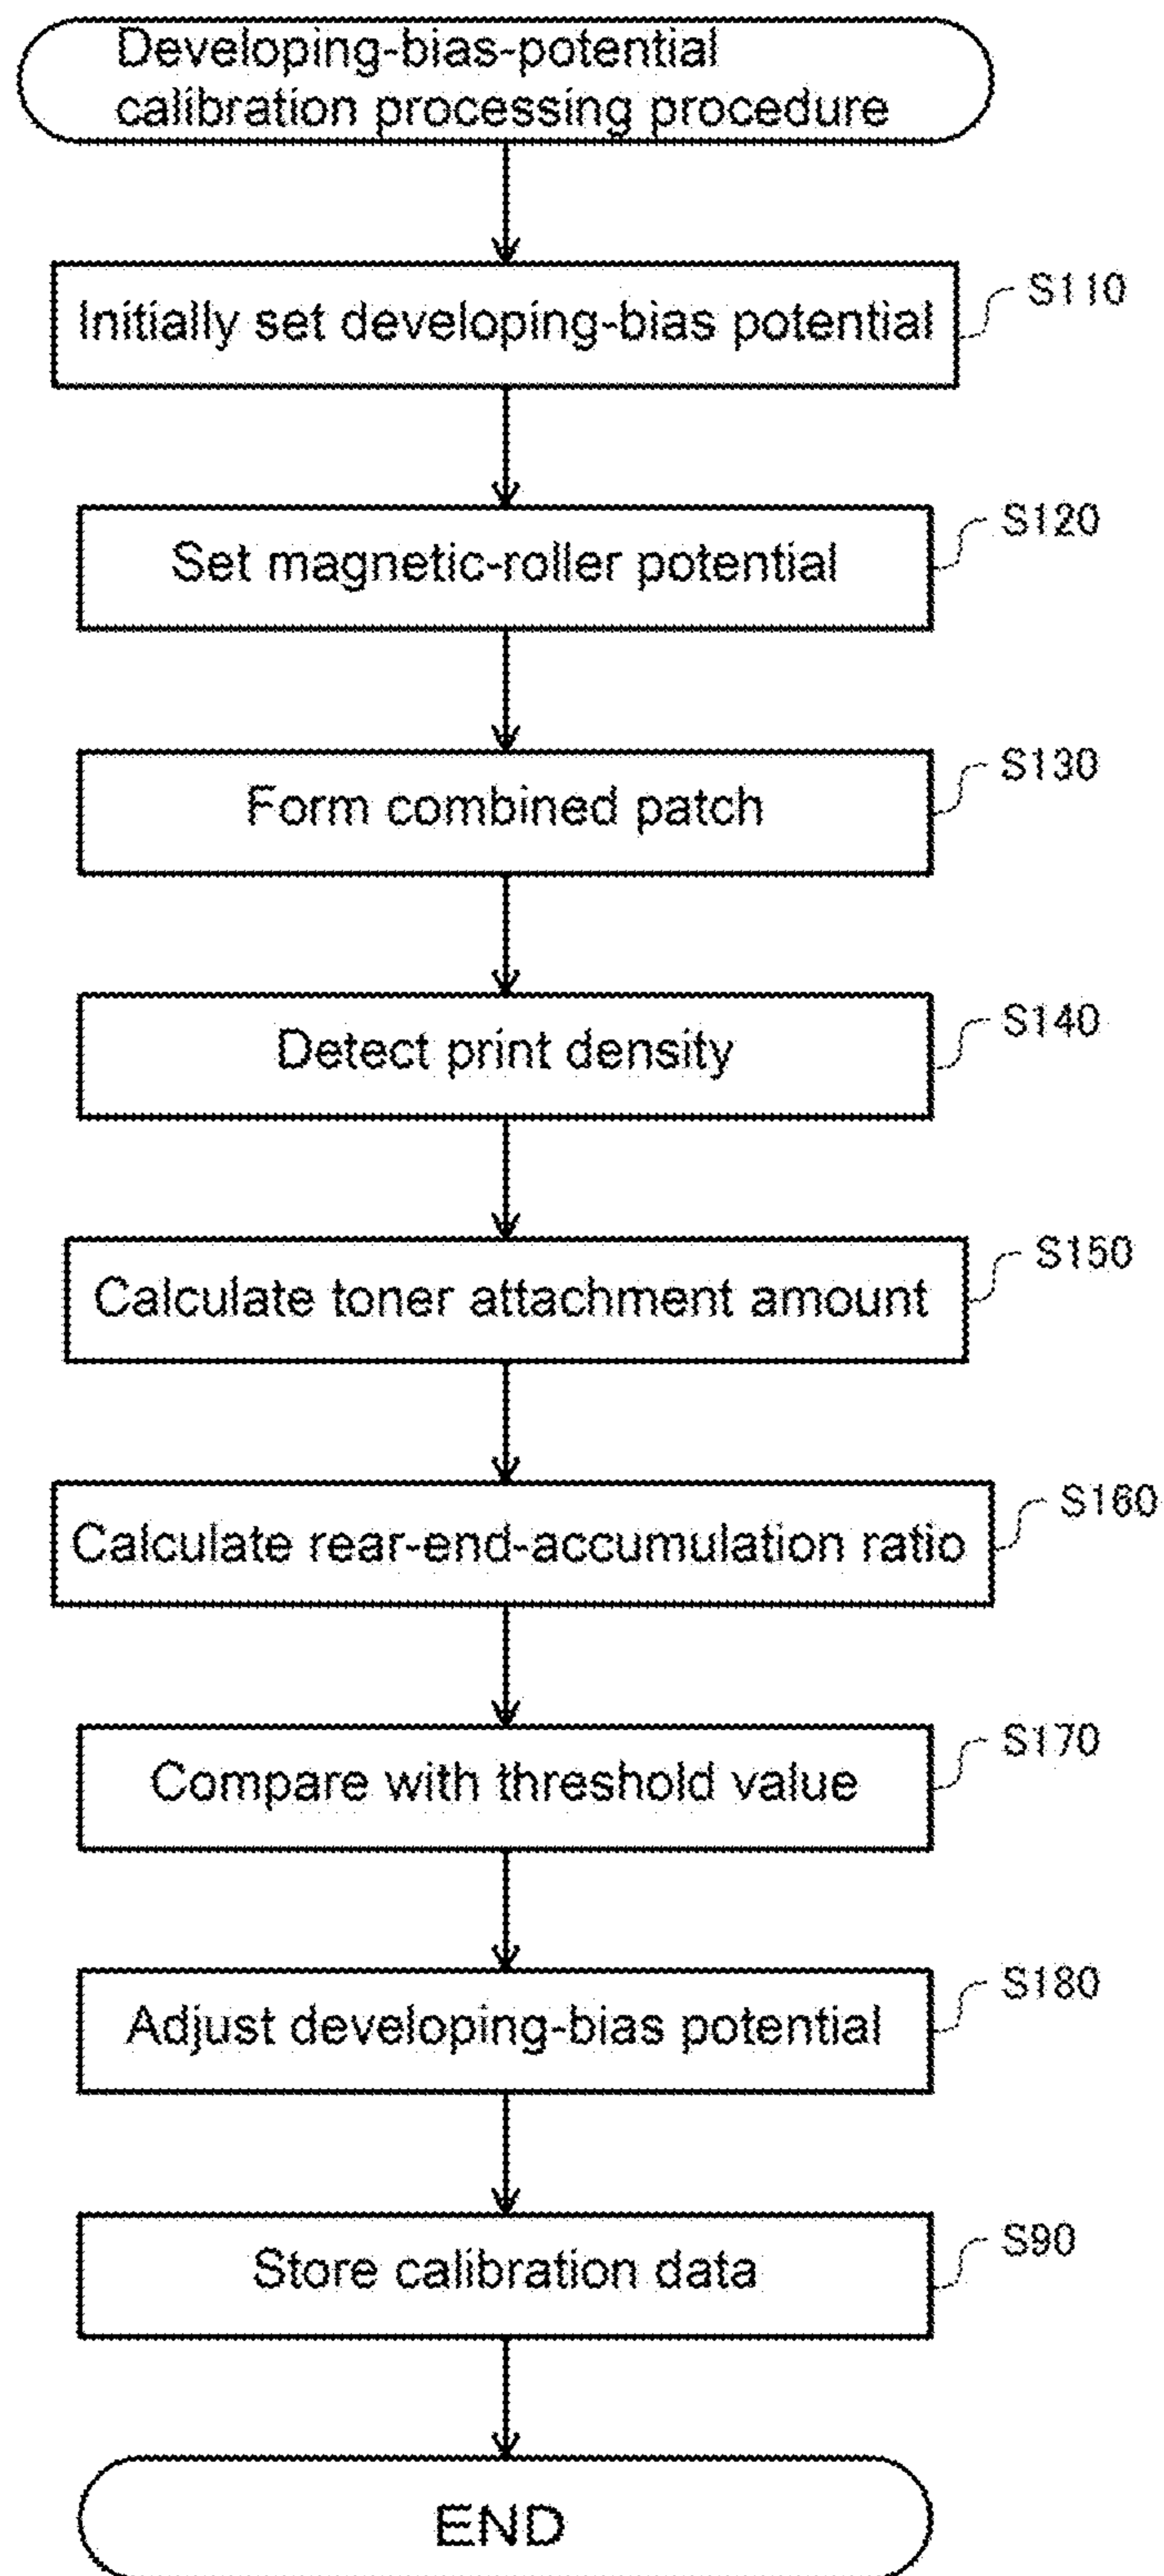 Developing-bias-potential
calibration processing procedure
Initially set developing-bias potential
S110
Set magnetic-roller potential
S120
Form combined patch
S130
Detect print density
S140
Calculate toner attachment amount
S150
Calculate rear-end-accumulation ratio
S160
Compare with threshold value
S170
Adjust developing-bias potential
S180
Store calibration data
S90
END